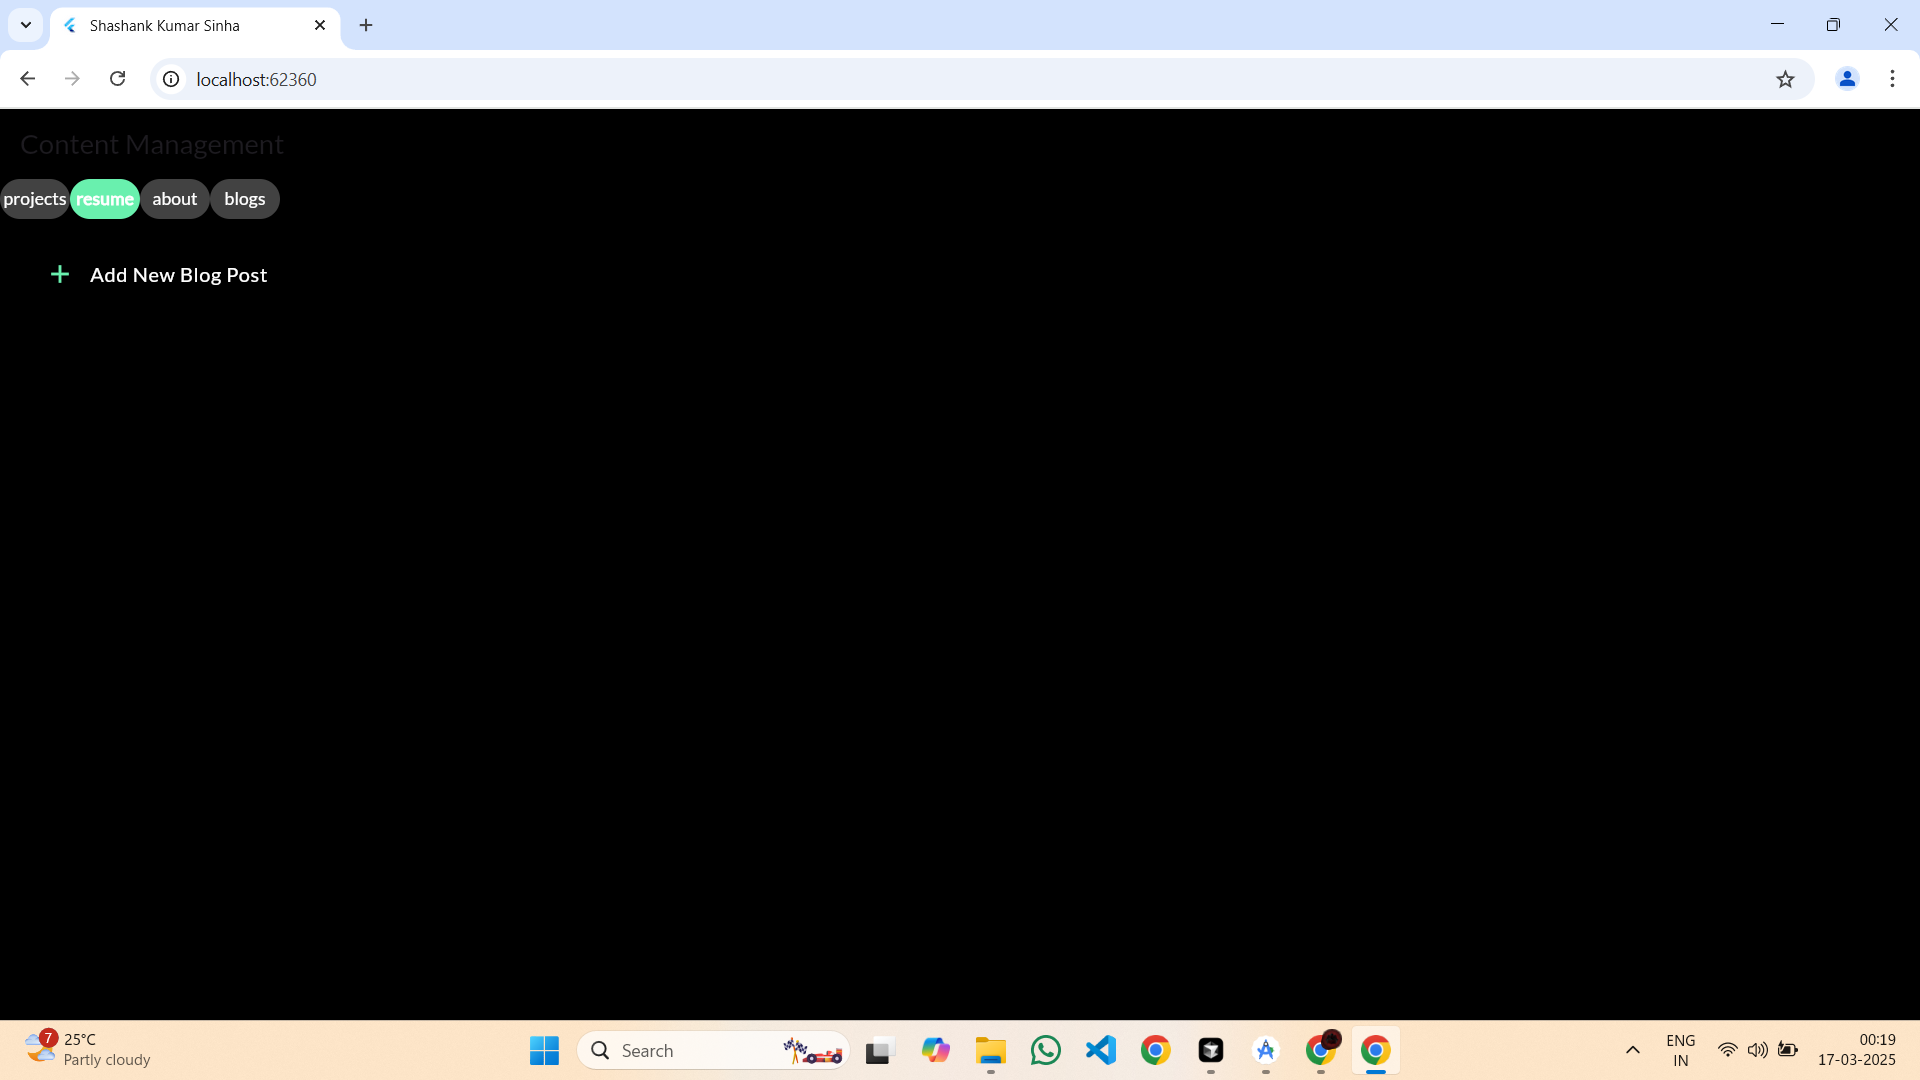 Shashank Kumar Sinha
localhost:62360
Content Management
projects resume about blogs
Add New Blog Post
7
25°C
Partly cloudy
Search
ENG
IN
00:19
17-03-2025